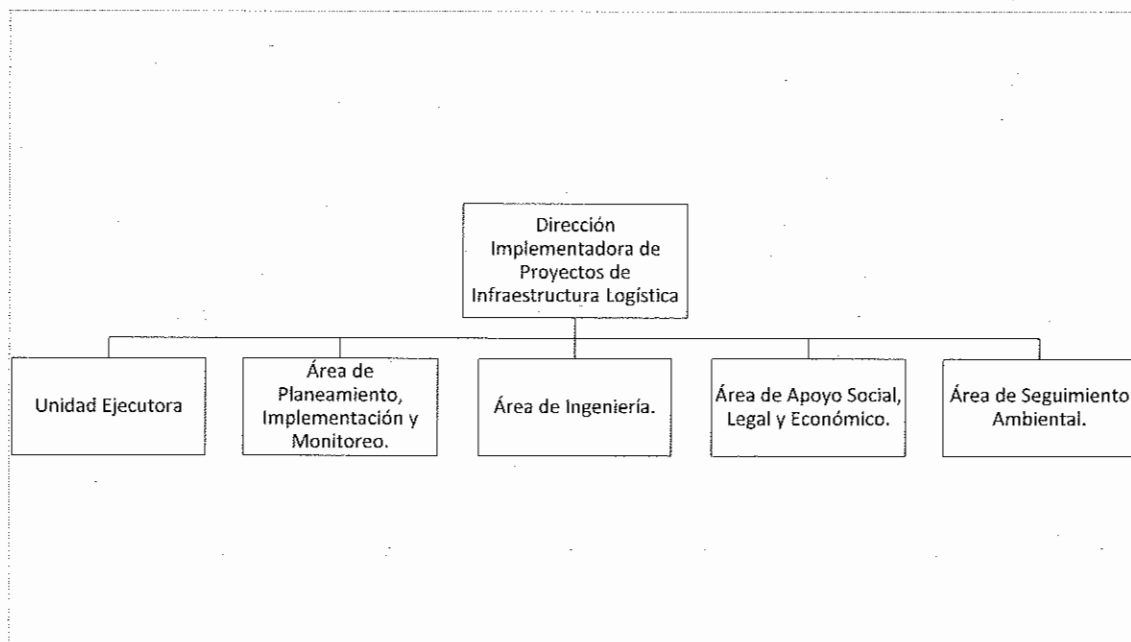 Dirección
Implementadora de
Proyectos de
Infraestructura Logística
Unidad Ejecutora
Área de
Planeamiento,
Implementación y
Monitoreo.
Área de Ingeniería.
Área de Apoyo Social,
Legal y Económico.
Área de Seguimiento
Ambiental.